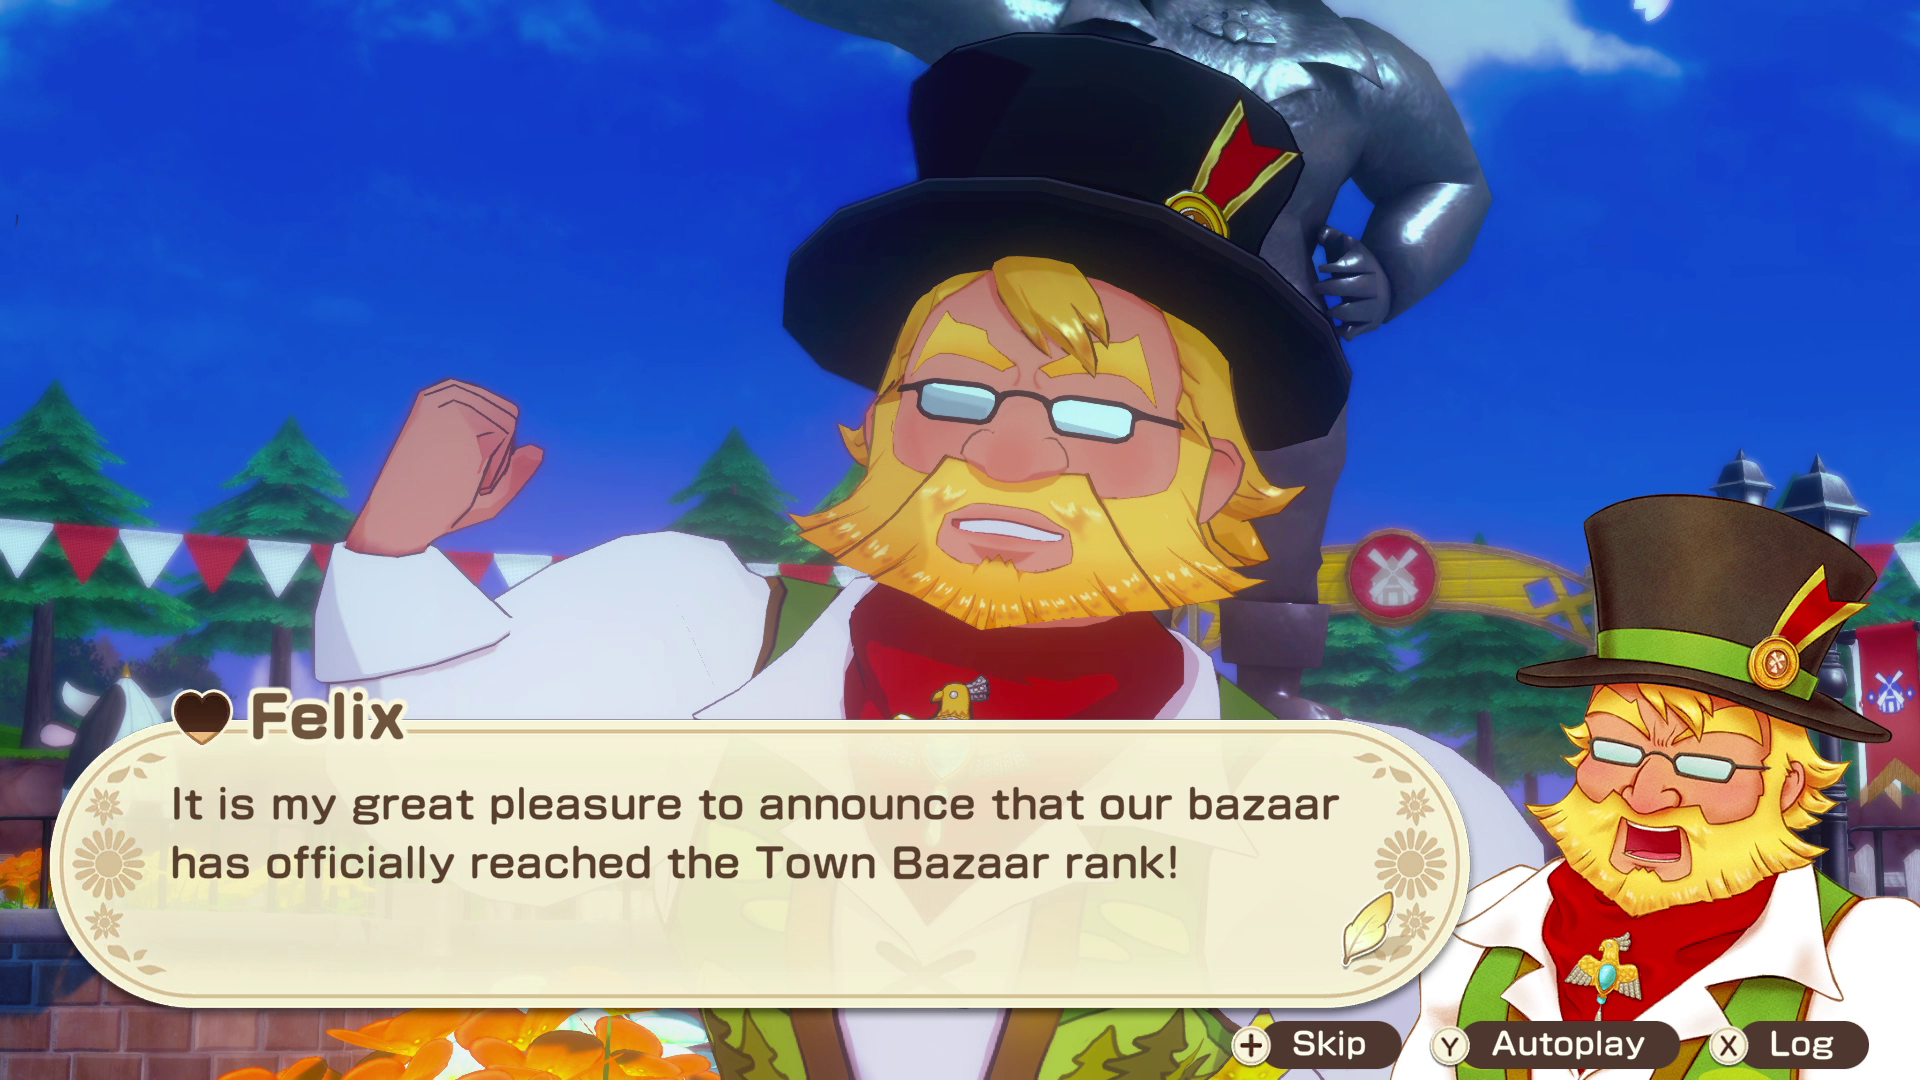 Felix
It is my great pleasure to announce that our bazaar
has officially reached the Town Bazaar rank!
+ Skip
Y Autoplay
X Log